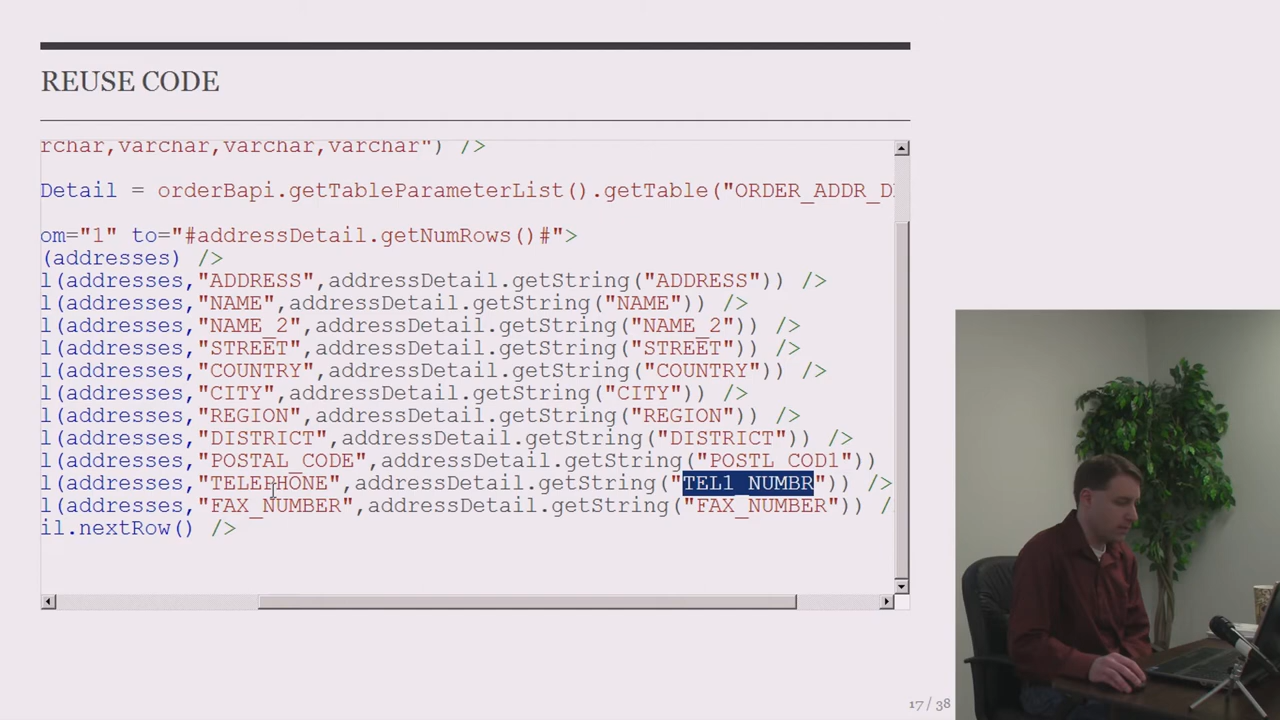 REUSE CODE
rchar,varchar,varchar,varchar") />
Detail = orderBapi.getTableParameterList().getTable("ORDER_ADDR_D
om="1" to="#addressDetail.getNumRows()#">
(addresses) />
l(addresses,"ADDRESS",addressDetail.getString("ADDRESS")) />
l(addresses,"NAME",addressDetail.getString("NAME")) />
l(addresses,"NAME_2",addressDetail.getString("NAME_2")) />
l(addresses,"STREET",addressDetail.getString("STREET")) />
l(addresses,"COUNTRY",addressDetail.getString("COUNTRY")) />
l(addresses,"CITY",addressDetail.getString("CITY")) />
l(addresses,"REGION",addressDetail.getString("REGION")) />
l(addresses,"DISTRICT",addressDetail.getString("DISTRICT")) />
l(addresses,"POSTAL_CODE",addressDetail.getString("POSTL_COD1"))
l(addresses,"TELEPHONE",addressDetail.getString("TEL1_NUMBR")) />
l(addresses,"FAX_NUMBER",addressDetail.getString("FAX_NUMBER")) /
il.nextRow() />
17 / 38